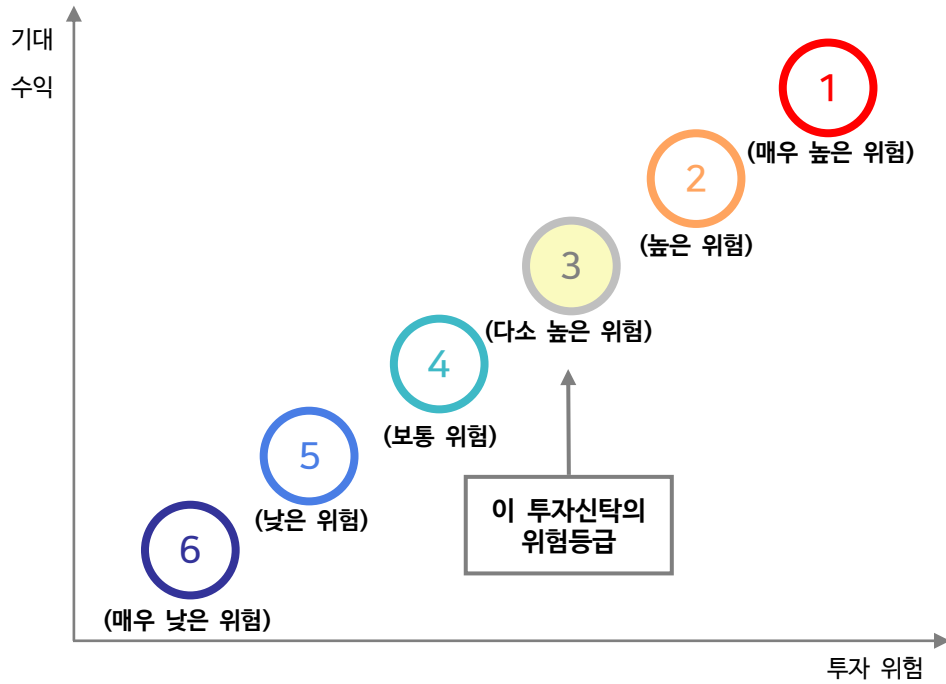 기대
수익
1
(매우 높은 위험)
2
(높은 위험)
3
(다소 높은 위험)
4
(보통 위험)
5
(낮은 위험)
6
(매우 낮은 위험)
이 투자신탁의
위험등급
투자 위험